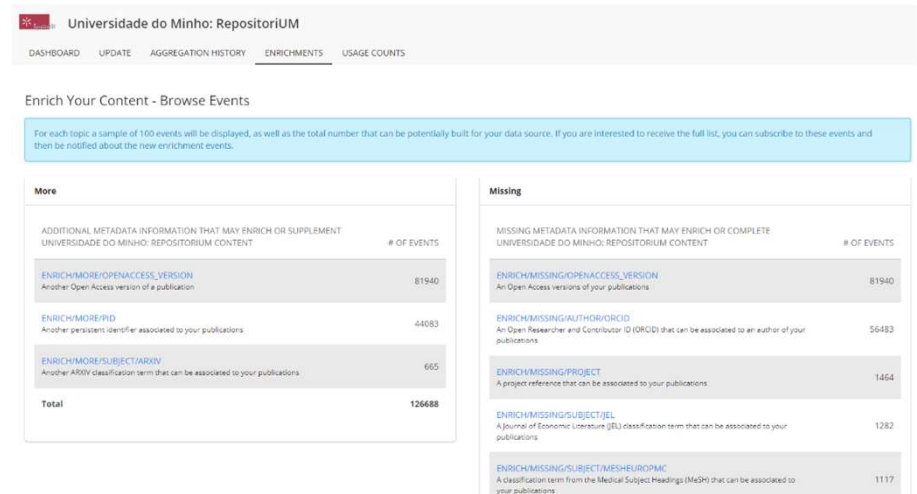 Universidade do Minho: RepositoriUM
DASHBOARD UPDATE AGGREGATION HISTORY ENRICHMENTS USAGE COUNTS
Enrich Your Content - Browse Events
For each topic a sample of 100 events will be displayed, as well as the total number that can be potentially built for your data source. If you are interested to receive the full list, you can subscribe to these events and
then be notified about the new enrichment events.
More
ADDITIONAL METADATA INFORMATION THAT MAY ENRICH OR SUPPLEMENT
UNIVERSIDADE DO MINHO: REPOSITORIUM CONTENT # OF EVENTS
ENRICH/MORE/OPENACCESS_VERSION
Another Open Access version of a publication
81940
ENRICH/MORE/PID
Another persistent identifier associated to your publications
44083
ENRICH/MORE/SUBJECT/ARXIV
Another ARXIV classification term that can be associated to your publications
665
Total 126688
Missing
MISSING METADATA INFORMATION THAT MAY ENRICH OR COMPLETE
UNIVERSIDADE DO MINHO: REPOSITORIUM CONTENT # OF EVENTS
ENRICH/MISSING/OPENACCESS_VERSION
An Open Access versions of your publications
81940
ENRICH/MISSING/AUTHOR/ORCID
An Open Researcher and Contributor ID (ORCID) that can be associated to an author of your
publications
56483
ENRICH/MISSING/PROJECT
A project reference that can be associated to your publications
1464
ENRICH/MISSING/SUBJECT/JEL
A Journal of Economic Literature (JEL) classification term that can be associated to your
publications
1282
ENRICH/MISSING/SUBJECT/MESHEUROPMC
A classification term from the Medical Subject Headings (MeSH) that can be associated to
your publications
1117